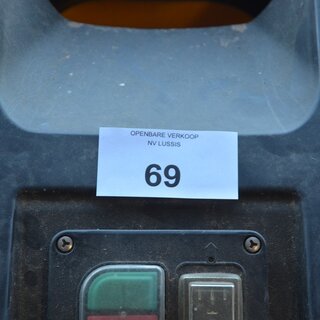 OPENBARE VERKOOP
NV LUSSIS
69